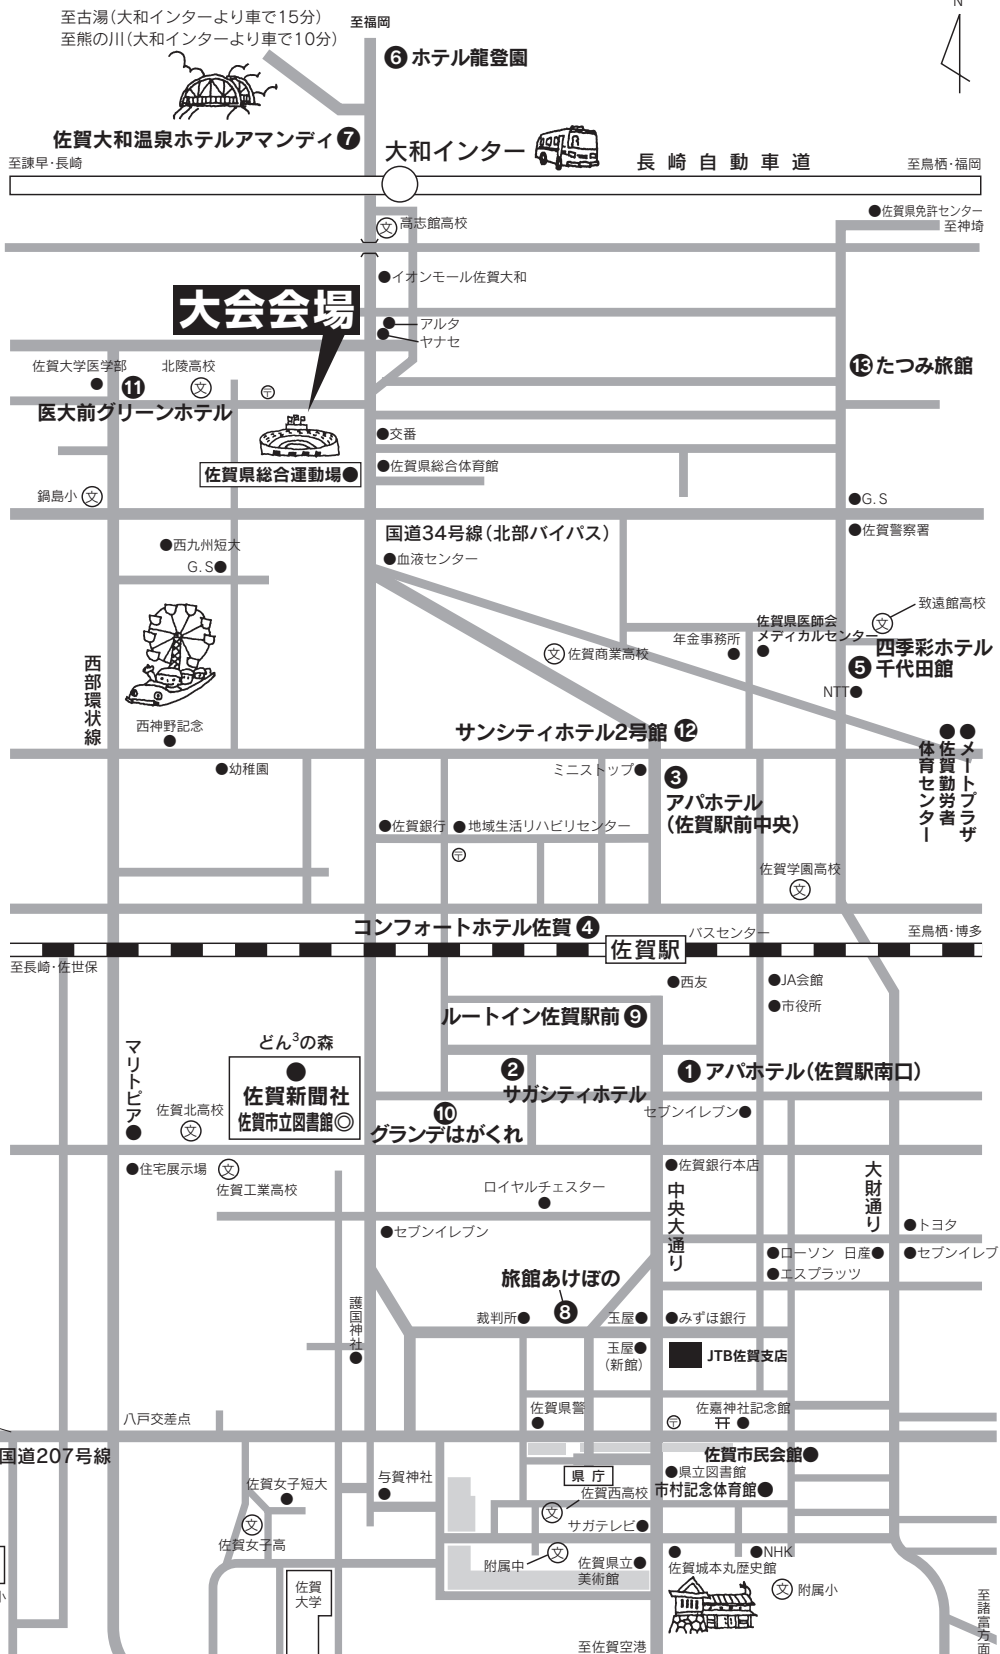 至古湯(大和インターより車で15分)
至熊の川(大和インターより車で10分)
至福岡
N
❻ホテル龍登園
佐賀大和温泉ホテルアマンディ❼
大和インター
長崎自動車道
至諫早・長崎
至鳥栖・福岡
●佐賀県免許センター
至神埼
文 高志館高校
●イオンモール佐賀大和
大会会場
アルタ
ヤナセ
佐賀大学医学部
北陵高校
文
〒
⓫
医大前グリーンホテル
⓭たつみ旅館
●交番
佐賀県総合運動場●
●佐賀県総合体育館
鍋島小 文
●G.S
国道34号線(北部バイパス)
●佐賀警察署
●西九州短大
G.S●
●血液センター
致遠館高校
文
佐賀県医師会
メディカルセンター
年金事務所
文 佐賀商業高校
四季彩ホテル
❺千代田館
NTT●
西部環状線
西神野記念
サンシティホテル2号館⓬
●メートプラザ
●佐賀勤労者
体育センター
●幼稚園
ミニストップ●
❸
アパホテル
(佐賀駅前中央)
●佐賀銀行
●地域生活リハビリセンター
〒
佐賀学園高校
文
コンフォートホテル佐賀❹
佐賀駅
バスセンター
至鳥栖・博多
至長崎・佐世保
●西友
●JA会館
●市役所
ルートイン佐賀駅前❾
どん³の森
マリトピア●
佐賀新聞社
佐賀市立図書館◎
❷
サガシティホテル
❶アパホテル(佐賀駅南口)
佐賀北高校
文
❿
グランデはがくれ
セブンイレブン●
●住宅展示場
文
佐賀工業高校
●佐賀銀行本店
中央大通り
大財通り
ロイヤルチェスター
●セブンイレブン
●トヨタ
●ローソン
日産●
●セブンイレブ
●エスプラッツ
旅館あけぼの
❽
護国神社●
裁判所●
玉屋●
●みずほ銀行
玉屋●
(新館)
JTB佐賀支店
八戸交差点
佐賀県警
〒
佐嘉神社記念館
国道207号線
佐賀市民会館●
県庁
●県立図書館
佐賀女子短大
与賀神社
佐賀西高校
文
市村記念体育館●
文
佐賀女子高
サガテレビ●
附属中
文
佐賀県立●
美術館
●NHK
佐賀城本丸歴史館
文 附属小
佐賀
大学
至佐賀空港
至諸富方面